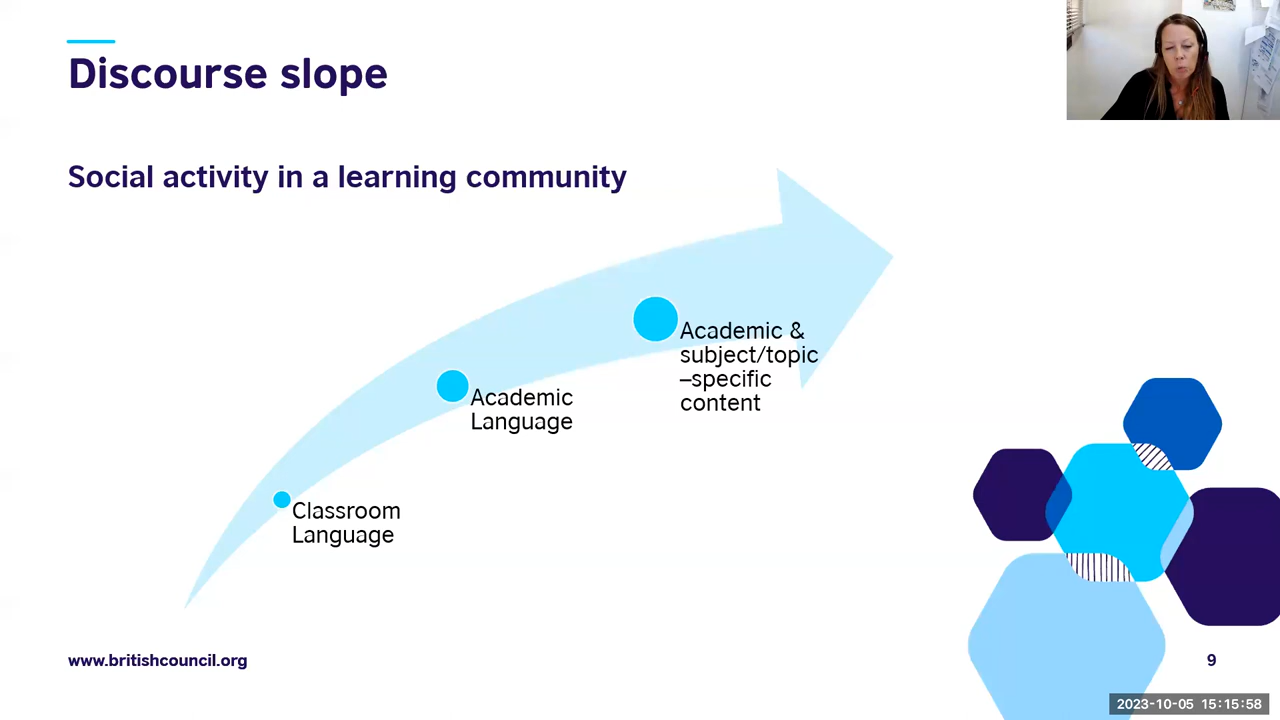 Discourse slope
Social activity in a learning community
Academic &
subject/topic
–specific
content
Academic
Language
Classroom
Language
www.britishcouncil.org
9
2023-10-05 15:15:58